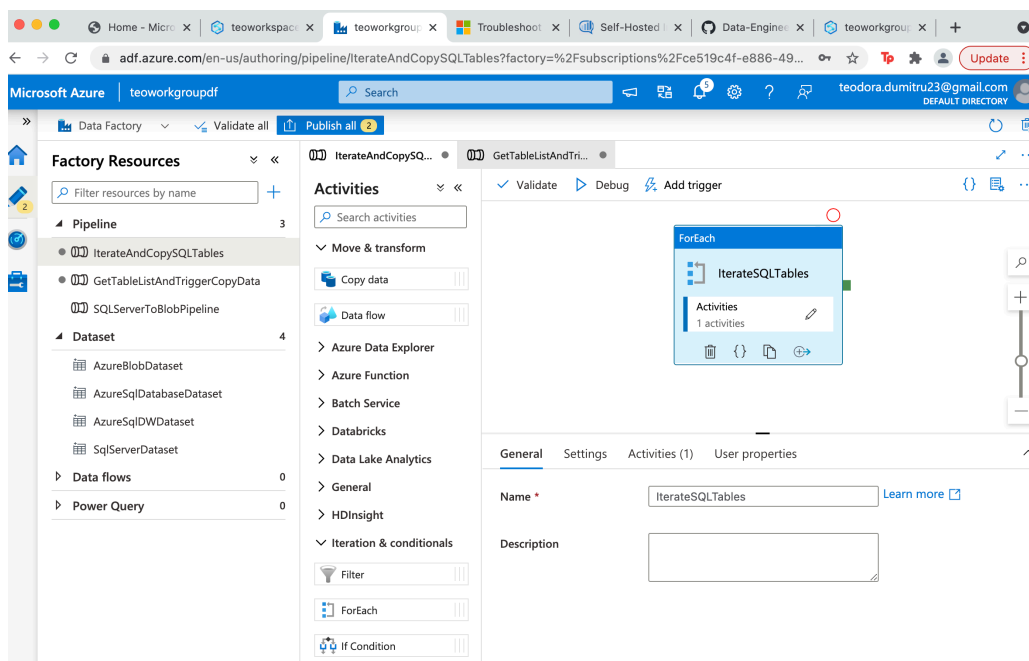 Home - Micro
teoworkspace
teoworkgroup
Troubleshoot
Self-Hosted I
Data-Enginee
teoworkgroup
adf.azure.com/en-us/authoring/pipeline/IterateAndCopySQLTables?factory=%2Fsubscriptions%2Fce519c4f-e886-49...
Tp
Update
Microsoft Azure
teoworkgroupdf
Search
5
teodora.dumitru23@gmail.com
DEFAULT DIRECTORY
Data Factory
Validate all
Publish all 2
2
Factory Resources
Filter resources by name
Pipeline 3
IterateAndCopySQLTables
GetTableListAndTriggerCopyData
SQLServerToBlobPipeline
Dataset 4
AzureBlobDataset
AzureSqlDatabaseDataset
AzureSqlDWDataset
SqlServerDataset
Data flows 0
Power Query 0
IterateAndCopySQ...
GetTableListAndTri...
Activities
Search activities
Move & transform
Copy data
Data flow
Azure Data Explorer
Azure Function
Batch Service
Databricks
Data Lake Analytics
General
HDInsight
Iteration & conditionals
Filter
ForEach
If Condition
Validate
Debug
Add trigger
ForEach
IterateSQLTables
Activities
1 activities
General
Settings
Activities (1)
User properties
Name *
IterateSQLTables
Learn more
Description